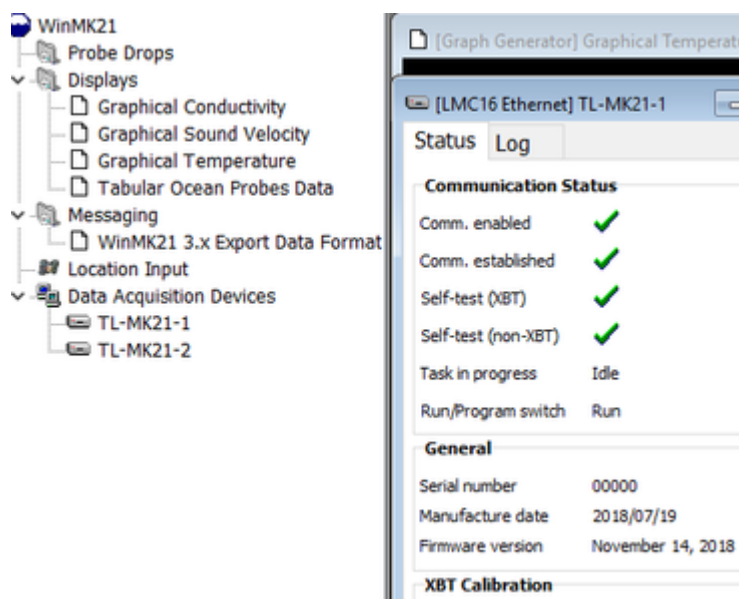 WinMK21
Probe Drops
Displays
Graphical Conductivity
Graphical Sound Velocity
Graphical Temperature
Tabular Ocean Probes Data
Messaging
WinMK21 3.x Export Data Format
Location Input
Data Acquisition Devices
TL-MK21-1
TL-MK21-2
[Graph Generator] Graphical Temperat
[LMC16 Ethernet] TL-MK21-1
Status Log
Communication Status
Comm. enabled
Comm. established
Self-test (XBT)
Self-test (non-XBT)
Task in progress Idle
Run/Program switch Run
General
Serial number 00000
Manufacture date 2018/07/19
Firmware version November 14, 2018
XBT Calibration